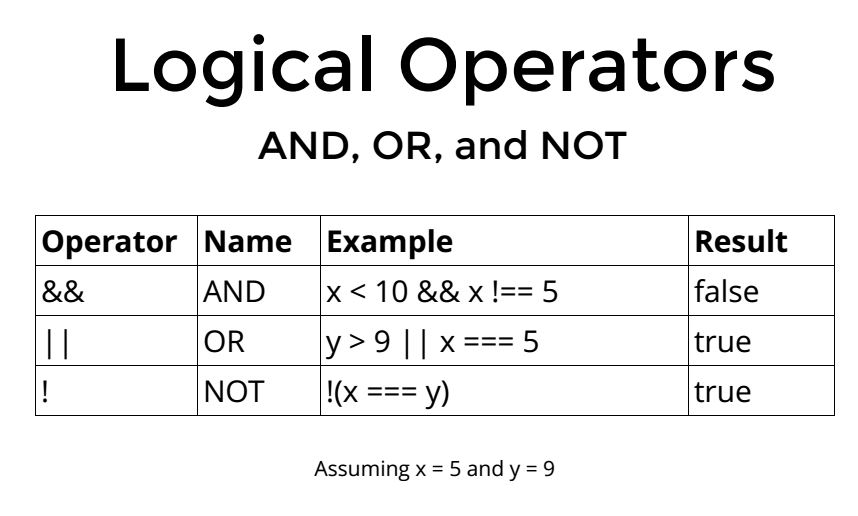 Logical Operators
AND, OR, and NOT
Operator Name Example Result
&& AND x < 10 && x !== 5 false
|| OR y > 9 || x === 5 true
! NOT !(x === y) true
Assuming x = 5 and y = 9